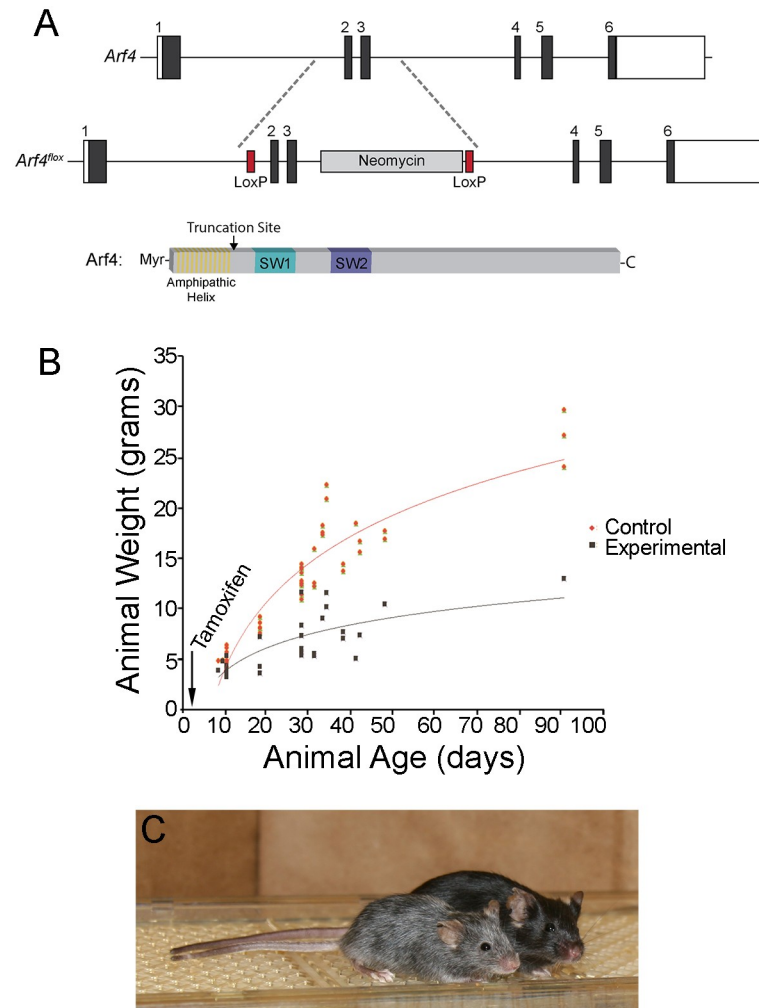 A
1 2 3 4 5 6
Arf4
1 2 3 4 5 6
Arf4flox
Neomycin
LoxP LoxP
Truncation Site
Arf4: Myr- SW1 SW2 -C
Amphipathic
Helix
B
35
30
25
20
15
10
5
0
Animal Weight (grams)
Tamoxifen
Control
Experimental
0 10 20 30 40 50 60 70 80 90 100
Animal Age (days)
C